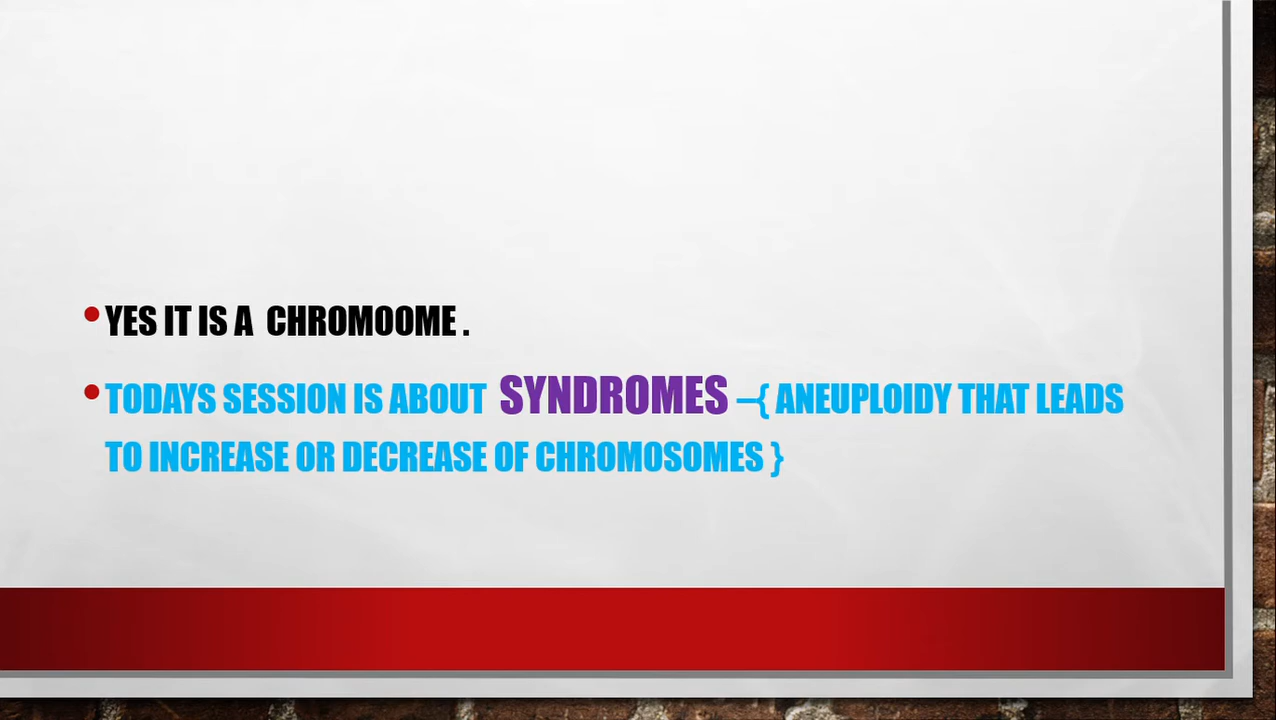 •YES IT IS A CHROMOOME .
•TODAYS SESSION IS ABOUT SYNDROMES –{ ANEUPLOIDY THAT LEADS
TO INCREASE OR DECREASE OF CHROMOSOMES }